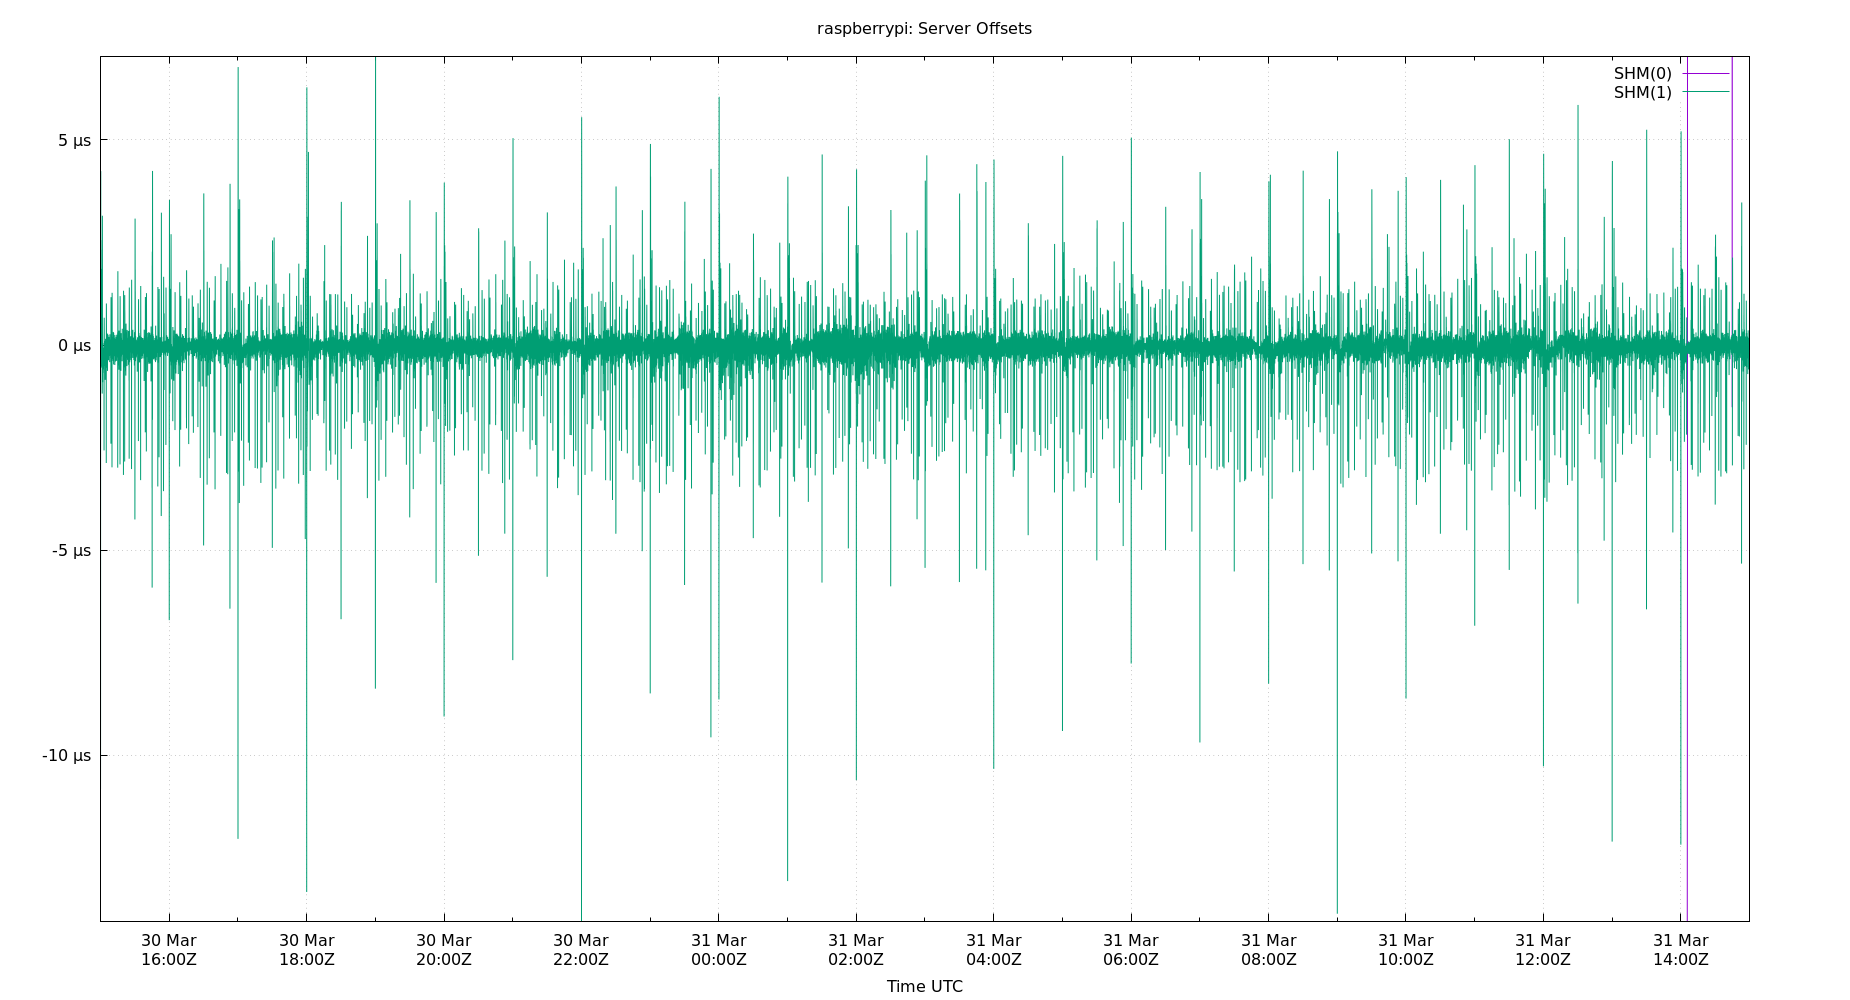 raspberrypi: Server Offsets
SHM(0)
SHM(1)
5 µs
0 µs
-5 µs
-10 µs
30 Mar 30 Mar 30 Mar 30 Mar 31 Mar 31 Mar 31 Mar 31 Mar 31 Mar 31 Mar 31 Mar 31 Mar
16:00Z 18:00Z 20:00Z 22:00Z 00:00Z 02:00Z 04:00Z 06:00Z 08:00Z 10:00Z 12:00Z 14:00Z
Time UTC